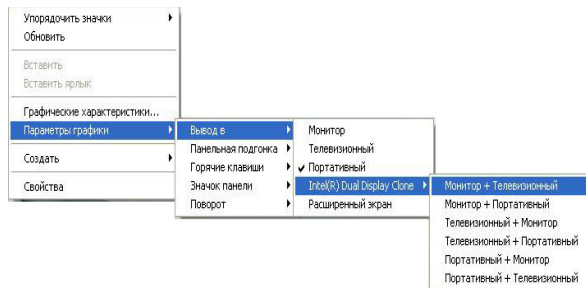 Упорядочить значки
Обновить
Вставить
Вставить ярлык
Графические характеристики...
Параметры графики
Создать
Свойства
Вывод в
Панельная подгонка
Горячие клавиши
Значок панели
Поворот
Монитор
Телевизионный
Портативный
Intel(R) Dual Display Clone
Расширенный экран
Монитор + Телевизионный
Монитор + Портативный
Телевизионный + Монитор
Телевизионный + Портативный
Портативный + Монитор
Портативный + Телевизионный